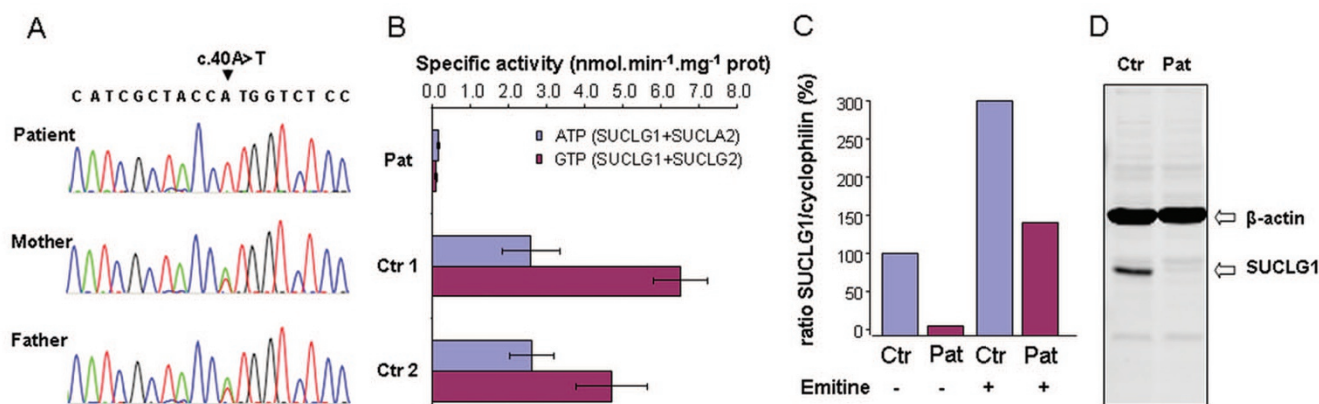 A
c.40A>T
C A T C G C T A C C A T G G T C T C C
Patient
Mother
Father
B
Specific activity (nmol.min⁻¹.mg⁻¹ prot)
0.0 1.0 2.0 3.0 4.0 5.0 6.0 7.0 8.0
ATP (SUCLG1+SUCLA2)
GTP (SUCLG1+SUCLG2)
Pat
Ctr 1
Ctr 2
C
ratio SUCLG1/cyclophilin (%)
300
200
150
100
50
0
Ctr Pat Ctr Pat
Emitine - - + +
D
Ctr Pat
β-actin
SUCLG1